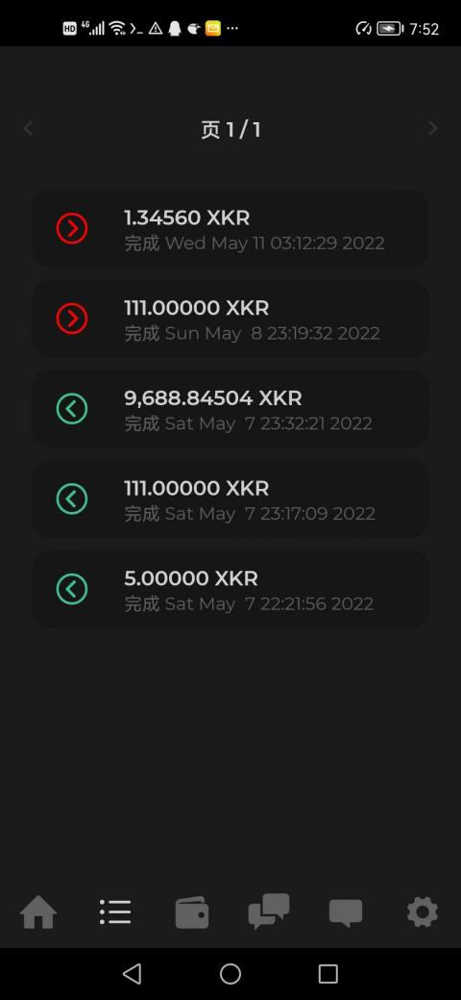 HD 4G 7:52
页 1 / 1
1.34560 XKR
完成 Wed May 11 03:12:29 2022
111.00000 XKR
完成 Sun May  8 23:19:32 2022
9,688.84504 XKR
完成 Sat May  7 23:32:21 2022
111.00000 XKR
完成 Sat May  7 23:17:09 2022
5.00000 XKR
完成 Sat May  7 22:21:56 2022